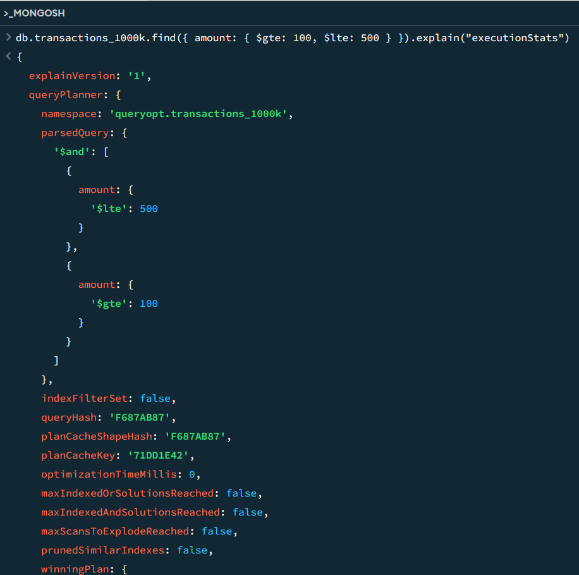 >_MONGOSH
> db.transactions_1000k.find({ amount: { $gte: 100, $lte: 500 } }).explain("executionStats")
< {
explainVersion: '1',
queryPlanner: {
namespace: 'queryopt.transactions_1000k',
parsedQuery: {
'$and': [
{
amount: {
'$lte': 500
}
},
{
amount: {
'$gte': 100
}
}
]
},
indexFilterSet: false,
queryHash: 'F687AB87',
planCacheShapeHash: 'F687AB87',
planCacheKey: '71DD1E42',
optimizationTimeMillis: 0,
maxIndexedOrSolutionsReached: false,
maxIndexedAndSolutionsReached: false,
maxScansToExplodeReached: false,
prunedSimilarIndexes: false,
winningPlan: {